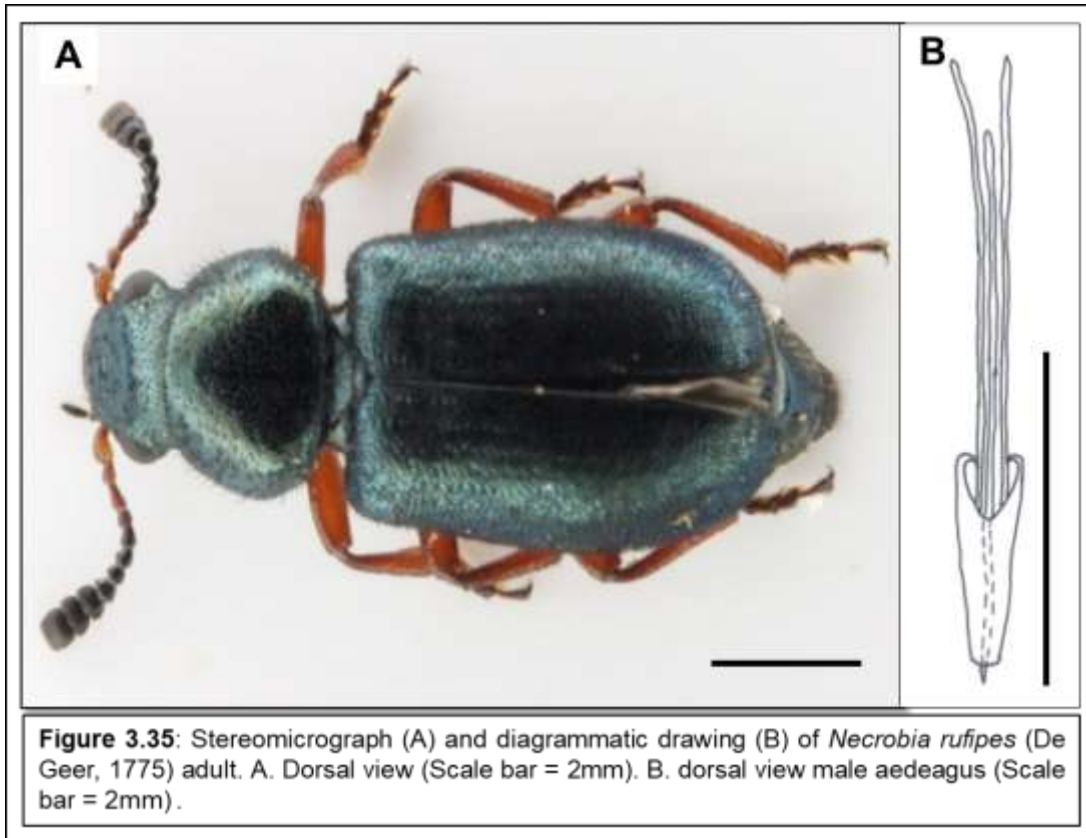 A
B
Figure 3.35: Stereomicrograph (A) and diagrammatic drawing (B) of Necrobia rufipes (De
Geer, 1775) adult. A. Dorsal view (Scale bar = 2mm). B. dorsal view male aedeagus (Scale
bar = 2mm).